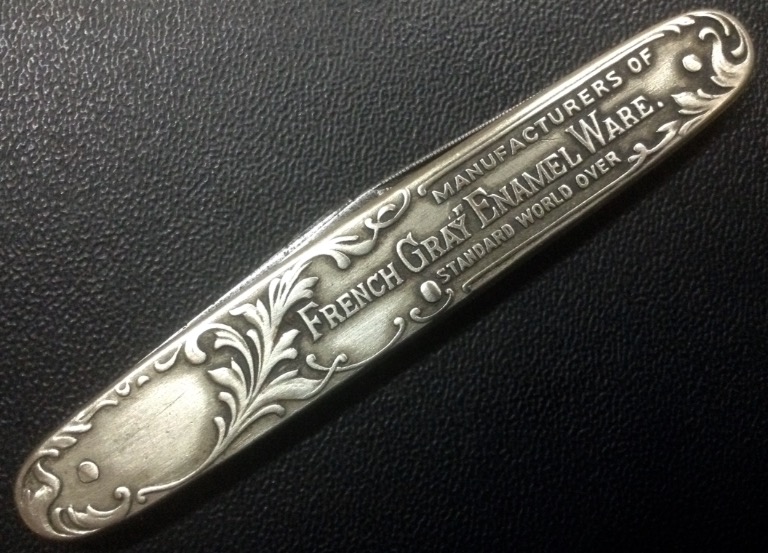 MANUFACTURERS OF
FRENCH GRAY ENAMEL WARE.
STANDARD WORLD OVER